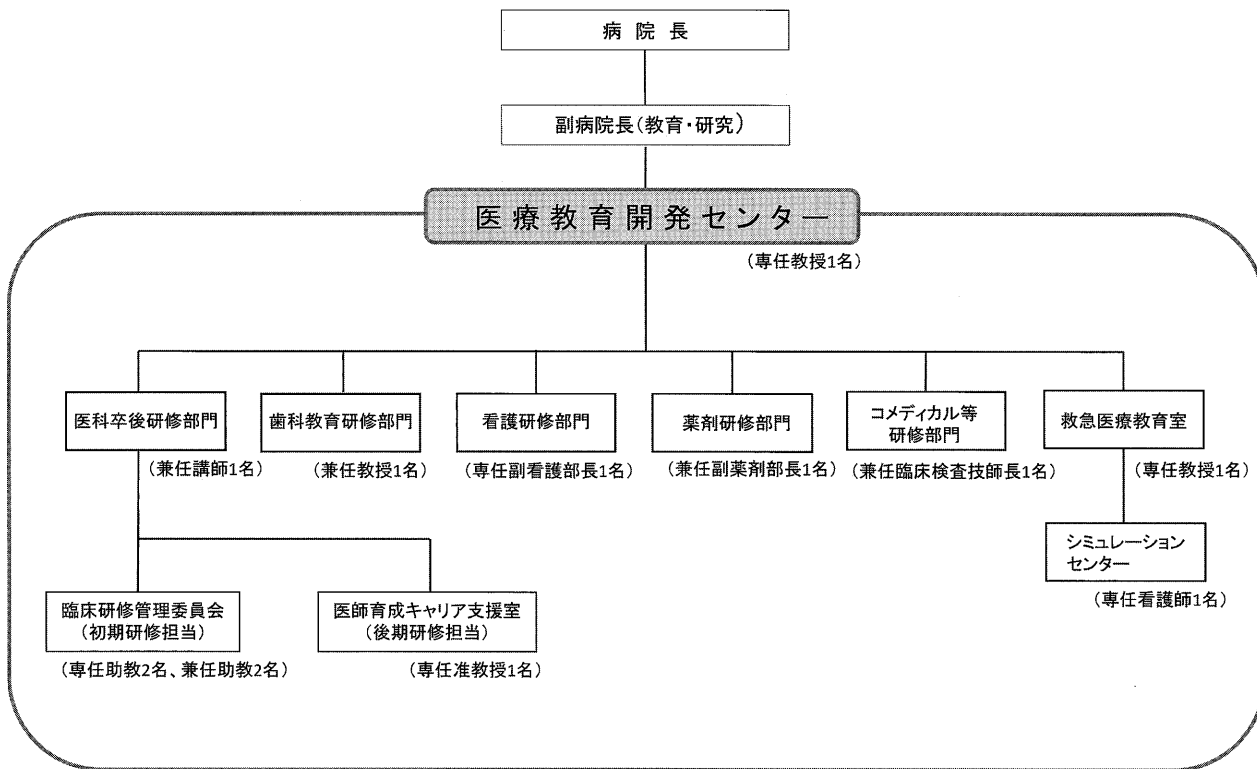 病院長
副病院長(教育・研究)
医療教育開発センター
(専任教授1名)
医科卒後研修部門
(兼任講師1名)
歯科教育研修部門
(兼任教授1名)
看護研修部門
(専任副看護部長1名)
薬剤研修部門
(兼任副薬剤部長1名)
コメディカル等
研修部門
(兼任臨床検査技師長1名)
救急医療教育室
(専任教授1名)
シミュレーション
センター
(専任看護師1名)
臨床研修管理委員会
(初期研修担当)
(専任助教2名、兼任助教2名)
医師育成キャリア支援室
(後期研修担当)
(専任准教授1名)